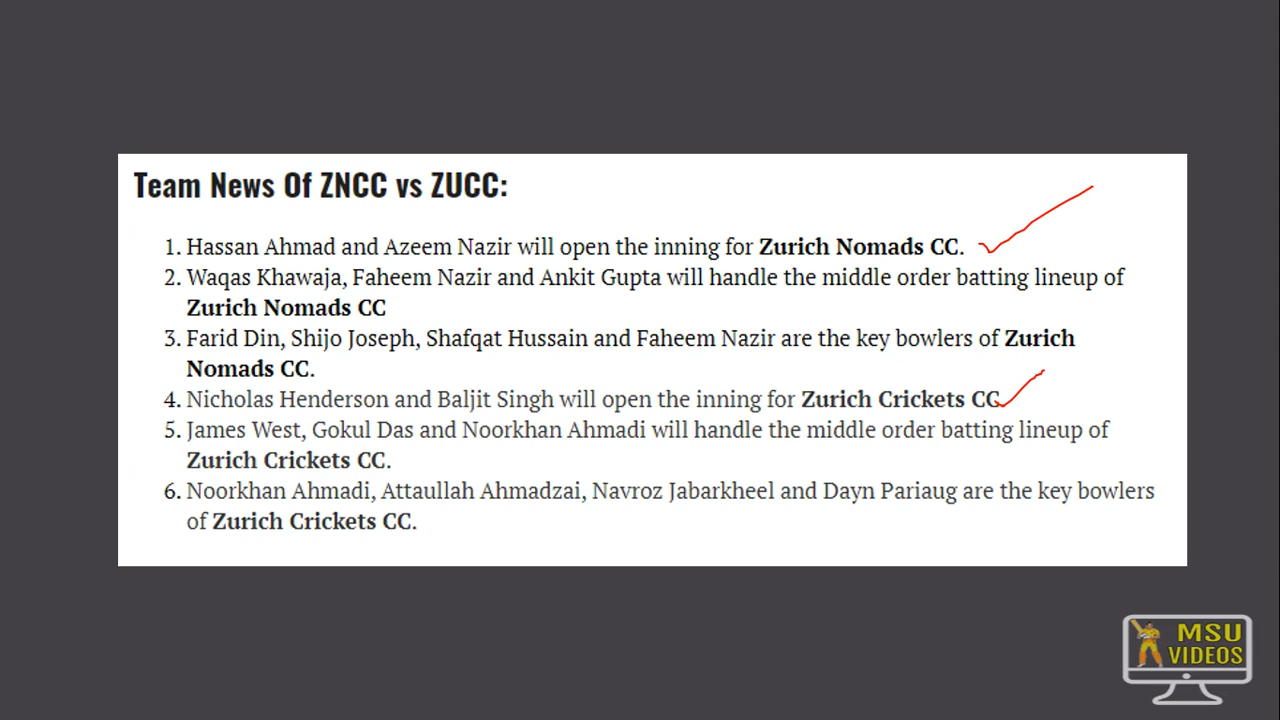 Team News Of ZNCC vs ZUCC:
1. Hassan Ahmad and Azeem Nazir will open the inning for Zurich Nomads CC.
2. Waqas Khawaja, Faheem Nazir and Ankit Gupta will handle the middle order batting lineup of
Zurich Nomads CC
3. Farid Din, Shijo Joseph, Shafqat Hussain and Faheem Nazir are the key bowlers of Zurich
Nomads CC.
4. Nicholas Henderson and Baljit Singh will open the inning for Zurich Crickets CC
5. James West, Gokul Das and Noorkhan Ahmadi will handle the middle order batting lineup of
Zurich Crickets CC.
6. Noorkhan Ahmadi, Attaullah Ahmadzai, Navroz Jabarkheel and Dayn Pariaug are the key bowlers
of Zurich Crickets CC.
MSU
VIDEOS